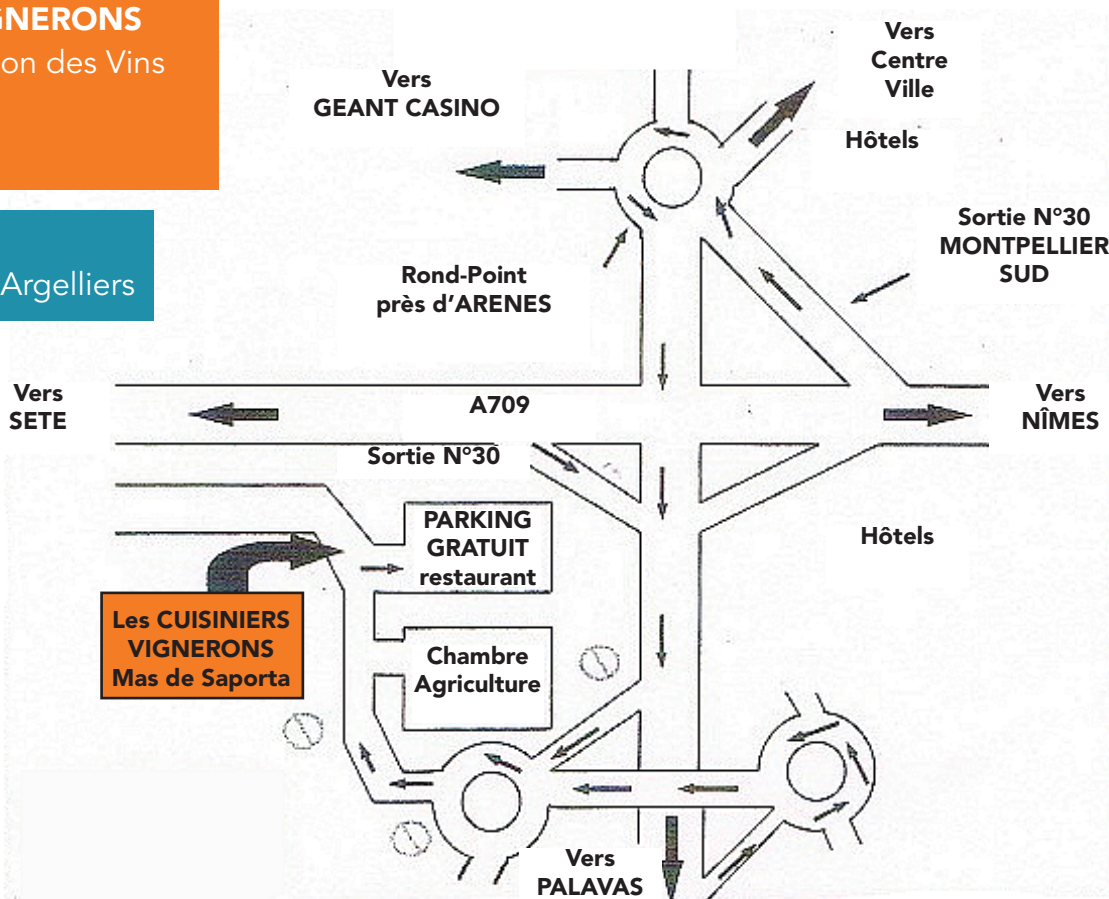 on des Vins
Argelliers
Vers
GEANT CASINO
Vers
Centre
Ville
Hôtels
Sortie N°30
MONTPELLIER
SUD
Rond-Point
près d'ARENES
Vers
SETE
A709
Vers
NÎMES
Sortie N°30
PARKING
GRATUIT
restaurant
Hôtels
Les CUISINIERS
VIGNERONS
Mas de Saporta
Chambre
Agriculture
Vers
PALAVAS